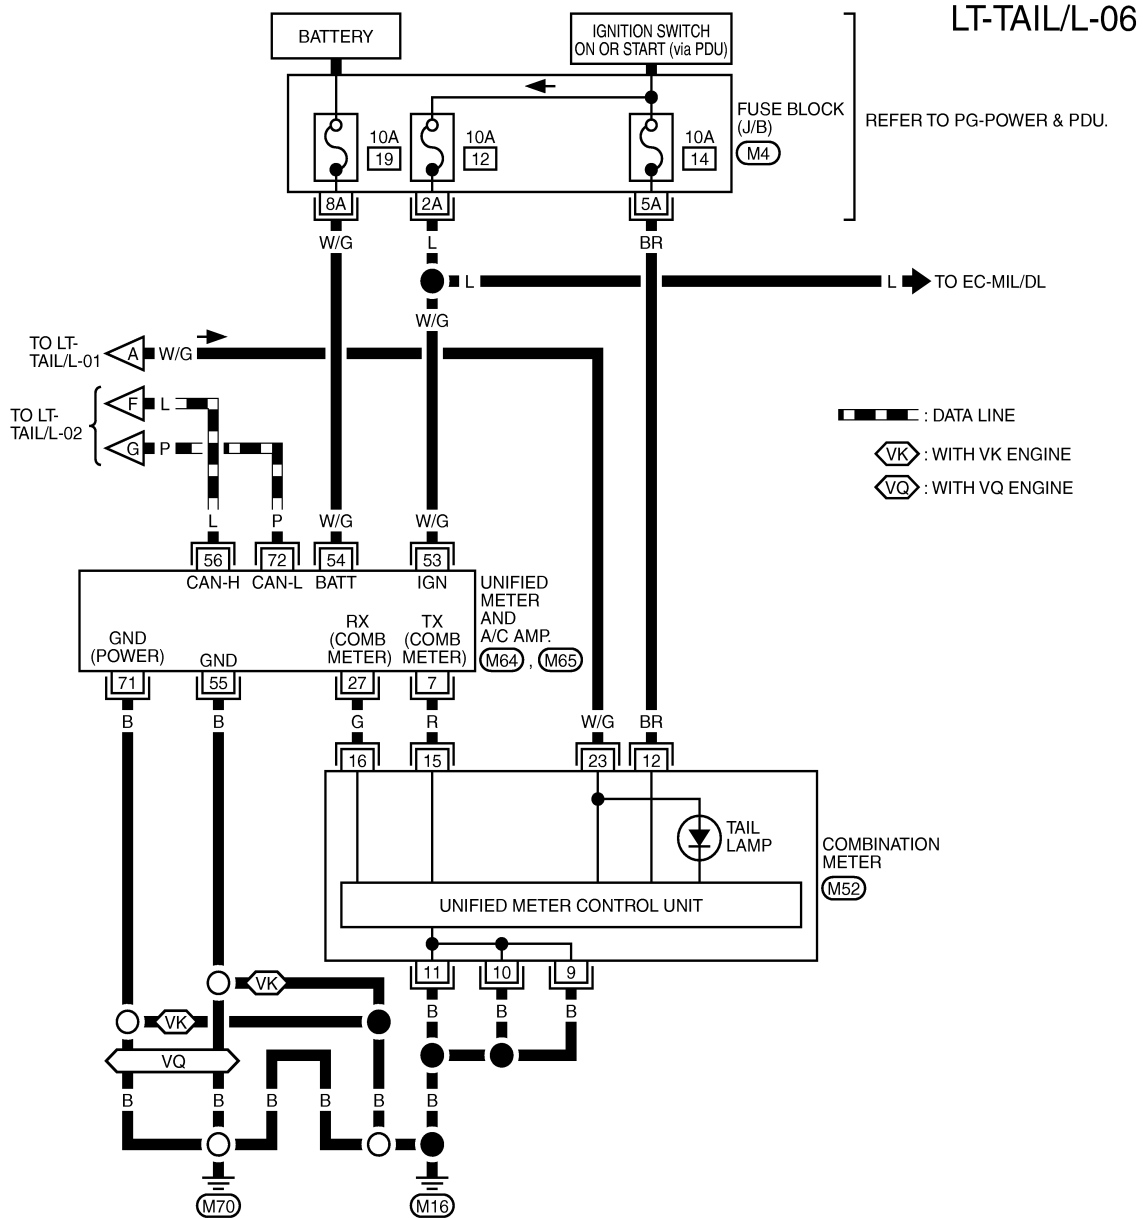 LT-TAIL/L-06
BATTERY
IGNITION SWITCH
ON OR START (via PDU)
FUSE BLOCK
(J/B)
M4
REFER TO PG-POWER & PDU.
10A
19
10A
12
10A
14
8A
2A
5A
W/G
L
BR
L
L
TO EC-MIL/DL
W/G
TO LT-
TAIL/L-01
A
W/G
TO LT-
TAIL/L-02
F
L
G
P
: DATA LINE
VK
: WITH VK ENGINE
VQ
: WITH VQ ENGINE
L
P
W/G
W/G
56
72
54
53
CAN-H
CAN-L
BATT
IGN
UNIFIED
METER
AND
A/C AMP.
M64
,
M65
GND
(POWER)
GND
RX
(COMB
METER)
TX
(COMB
METER)
71
55
27
7
B
B
G
R
W/G
BR
16
15
23
12
TAIL
LAMP
COMBINATION
METER
M52
UNIFIED METER CONTROL UNIT
11
10
9
VK
B
B
B
VK
VQ
B
B
B
B
B
B
M70
M16